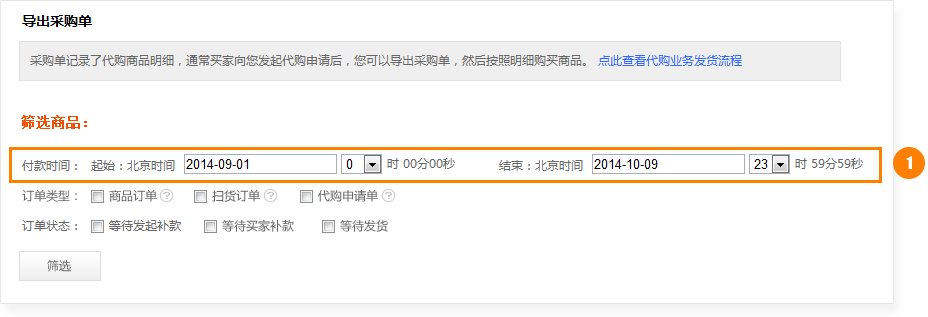 导出采购单
采购单记录了代购商品明细，通常买家向您发起代购申请后，您可以导出采购单，然后按照明细购买商品。 点此查看代购业务发货流程
筛选商品：
付款时间： 起始：北京时间 2014-09-01 0 时 00分00秒 结束：北京时间 2014-10-09 23 时 59分59秒 1
订单类型： 商品订单 ? 扫货订单 ? 代购申请单 ?
订单状态： 等待发起补款 等待买家补款 等待发货
筛选